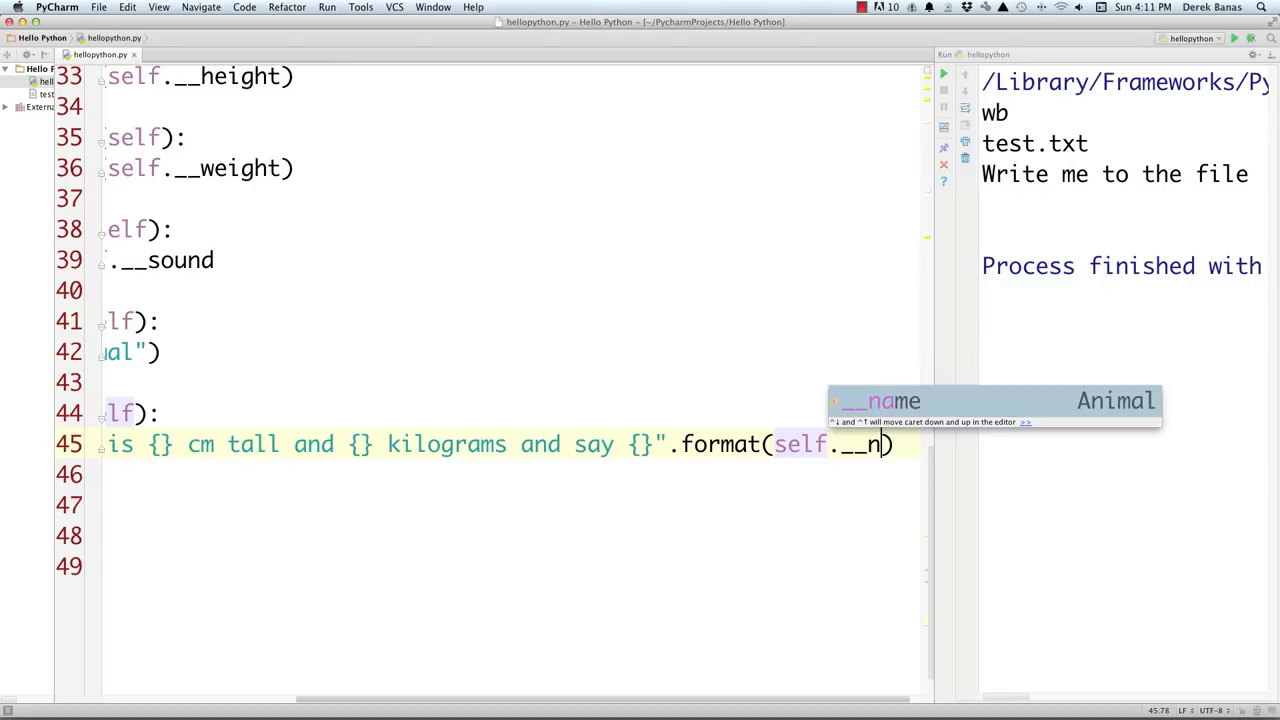 PyCharm File Edit View Navigate Code Refactor Run Tools VCS Window Help 10 Sun 4:11 PM Derek Banas
hellopython.py - Hello Python - [~/PycharmProjects/Hello Python]
Hello Python hellopython.py hellopython
hellopython.py Run hellopython
Hello P
hell
test
Extern
33 self.__height)
34
35 (self):
36 (self.__weight)
37
38 elf):
39 .__sound
40
41 lf):
42 al")
43
44 lf):
45 is {} cm tall and {} kilograms and say {}".format(self.__n)
46
47
48
49
__name Animal
^↓ and ^↑ will move caret down and up in the editor >>
/Library/Frameworks/Py
wb
test.txt
Write me to the file
Process finished with
45:78 LF UTF-8